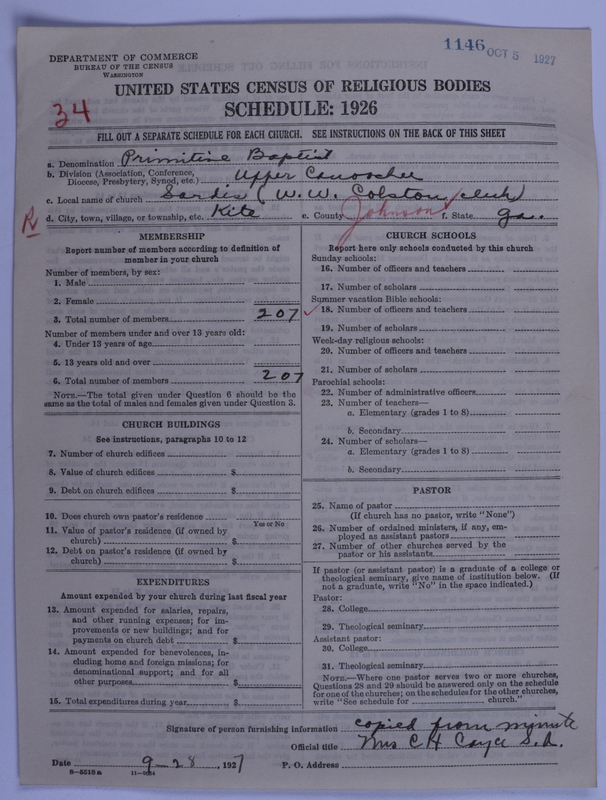 1146 OCT 5 1927
DEPARTMENT OF COMMERCE
BUREAU OF THE CENSUS
WASHINGTON
UNITED STATES CENSUS OF RELIGIOUS BODIES
SCHEDULE: 1926
34
FILL OUT A SEPARATE SCHEDULE FOR EACH CHURCH. SEE INSTRUCTIONS ON THE BACK OF THIS SHEET
a. Denomination Primitive Baptist
b. Division (Association, Conference, Diocese, Presbytery, Synod, etc.) Upper Canoochee
c. Local name of church Sardis (W. W. Colston clerk)
R d. City, town, village, or township, etc. Kite e. County Johnson f. State Ga.
MEMBERSHIP
Report number of members according to definition of
member in your church
Number of members, by sex:
1. Male
2. Female
3. Total number of members 207
Number of members under and over 13 years old:
4. Under 13 years of age
5. 13 years old and over
6. Total number of members 207
NOTE.—The total given under Question 6 should be the
same as the total of males and females given under Question 3.
CHURCH BUILDINGS
See instructions, paragraphs 10 to 12
7. Number of church edifices
8. Value of church edifices $
9. Debt on church edifices $
10. Does church own pastor's residence
Yes or No
11. Value of pastor's residence (if owned by
church) $
12. Debt on pastor's residence (if owned by
church) $
EXPENDITURES
Amount expended by your church during last fiscal year
13. Amount expended for salaries, repairs,
and other running expenses; for im-
provements or new buildings; and for
payments on church debt $
14. Amount expended for benevolences, in-
cluding home and foreign missions; for
denominational support; and for all
other purposes $
15. Total expenditures during year $
CHURCH SCHOOLS
Report here only schools conducted by this church
Sunday schools:
16. Number of officers and teachers
17. Number of scholars
Summer vacation Bible schools:
18. Number of officers and teachers
19. Number of scholars
Week-day religious schools:
20. Number of officers and teachers
21. Number of scholars
Parochial schools:
22. Number of administrative officers
23. Number of teachers—
a. Elementary (grades 1 to 8)
b. Secondary
24. Number of scholars—
a. Elementary (grades 1 to 8)
b. Secondary
PASTOR
25. Name of pastor
(If church has no pastor, write "None")
26. Number of ordained ministers, if any, em-
ployed as assistant pastors
27. Number of other churches served by the
pastor or his assistants
If pastor (or assistant pastor) is a graduate of a college or
theological seminary, give name of institution below. (If
not a graduate, write "No" in the space indicated.)
Pastor:
28. College
29. Theological seminary
Assistant pastor:
30. College
31. Theological seminary
NOTE.—Where one pastor serves two or more churches,
Questions 28 and 29 should be answered only on the schedule
for one of the churches; on the schedules for the other churches,
write "See schedule for church."
Signature of person furnishing information copied from minute
Official title Mrs C H Cayce S. A.
Date 9-28, 1927 P. O. Address
8-5518a 11-9524